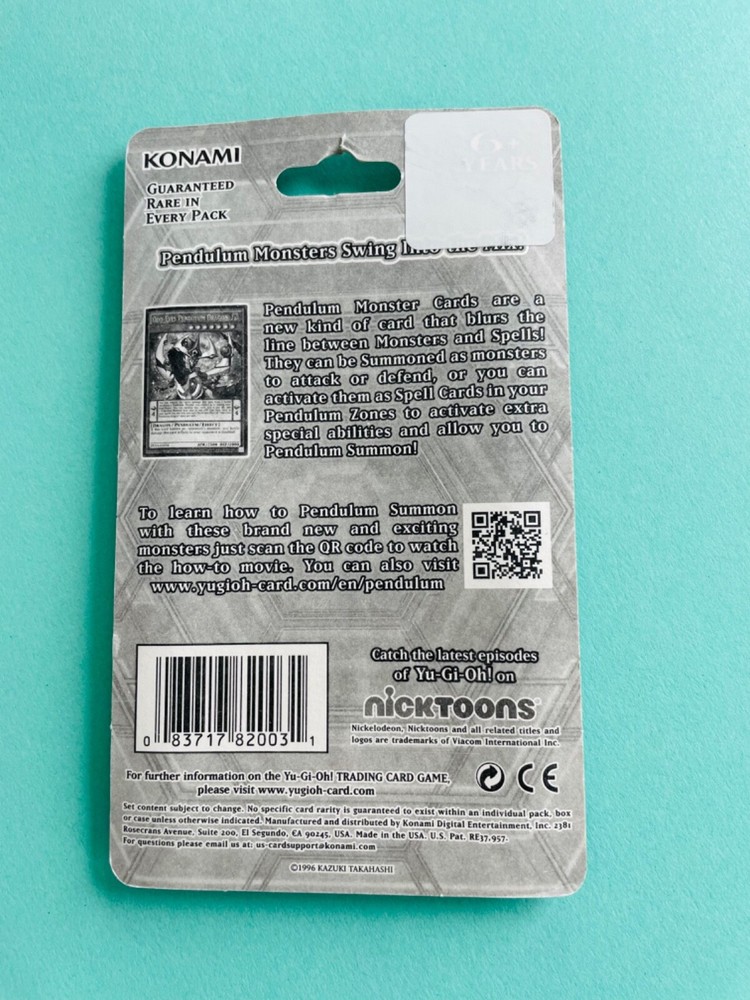 KONAMI
6+
YEARS
GUARANTEED
RARE IN
EVERY PACK
Pendulum Monsters Swing Into the Mix!
Pendulum Monster Cards are a
new kind of card that blurs the
line between Monsters and Spells!
They can be Summoned as monsters
to attack or defend, or you can
activate them as Spell Cards in your
Pendulum Zones to activate extra
special abilities and allow you to
Pendulum Summon!
To learn how to Pendulum Summon
with these brand new and exciting
monsters just scan the QR code to watch
the how-to movie. You can also visit
www.yugioh-card.com/en/pendulum
0 83717 82003 1
Catch the latest episodes
of Yu-Gi-Oh! on
nicktoons
Nickelodeon, Nicktoons and all related titles and
logos are trademarks of Viacom International Inc.
For further information on the Yu-Gi-Oh! TRADING CARD GAME,
please visit www.yugioh-card.com
CE
Set content subject to change. No specific card rarity is guaranteed to exist within an individual pack, box
or case unless otherwise indicated. Manufactured and distributed by Konami Digital Entertainment, Inc. 2381
Rosecrans Avenue, Suite 200, El Segundo, CA 90245, USA. Made in the USA. U.S. Pat. RE37,957.
For questions please email us at: us-cardsupport@konami.com
©1996 KAZUKI TAKAHASHI